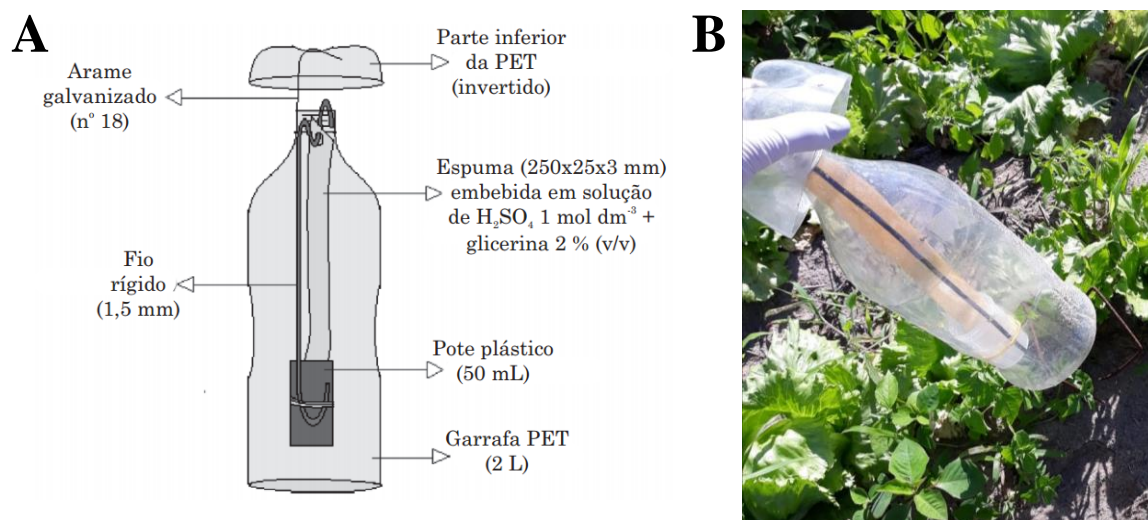 A
B
Parte inferior
da PET
(invertido)
Arame
galvanizado
(n° 18)
Espuma (250x25x3 mm)
embebida em solução
de H₂SO₄ 1 mol dm⁻³ +
glicerina 2 % (v/v)
Fio
rígido
(1,5 mm)
Pote plástico
(50 mL)
Garrafa PET
(2 L)